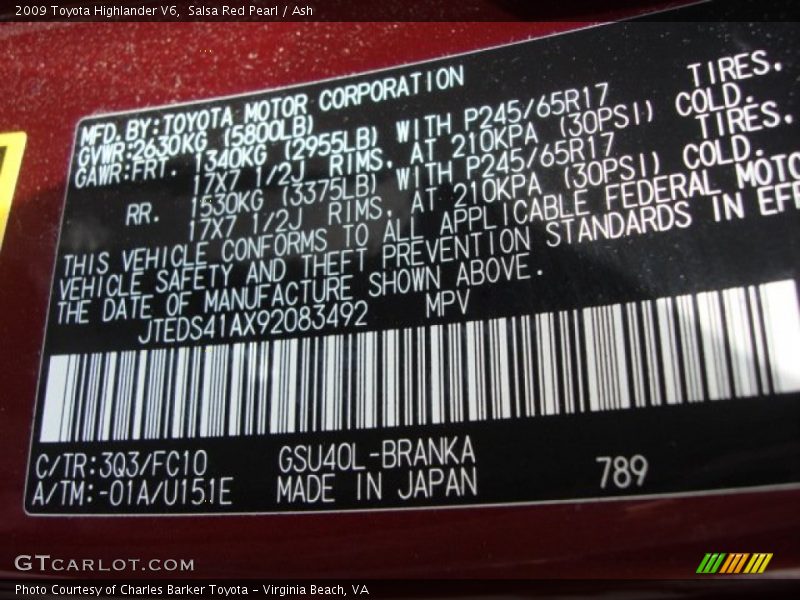 2009 Toyota Highlander V6, Salsa Red Pearl / Ash
MFD.BY:TOYOTA MOTOR CORPORATION
GVWR:2630KG (5800LB)
GAWR:FRT. 1340KG (2955LB) WITH P245/65R17 TIRES.
17X7 1/2J RIMS. AT 210KPA (30PSI) COLD.
RR. 1530KG (3375LB) WITH P245/65R17 TIRES.
17X7 1/2J RIMS. AT 210KPA (30PSI) COLD.
THIS VEHICLE CONFORMS TO ALL APPLICABLE FEDERAL MOTO
VEHICLE SAFETY AND THEFT PREVENTION STANDARDS IN EFF
THE DATE OF MANUFACTURE SHOWN ABOVE.
JTEDS41AX92083492 MPV
C/TR:3Q3/FC10 GSU40L-BRANKA
A/TM:-01A/U151E MADE IN JAPAN 789
GTCARLOT.COM
Photo Courtesy of Charles Barker Toyota - Virginia Beach, VA